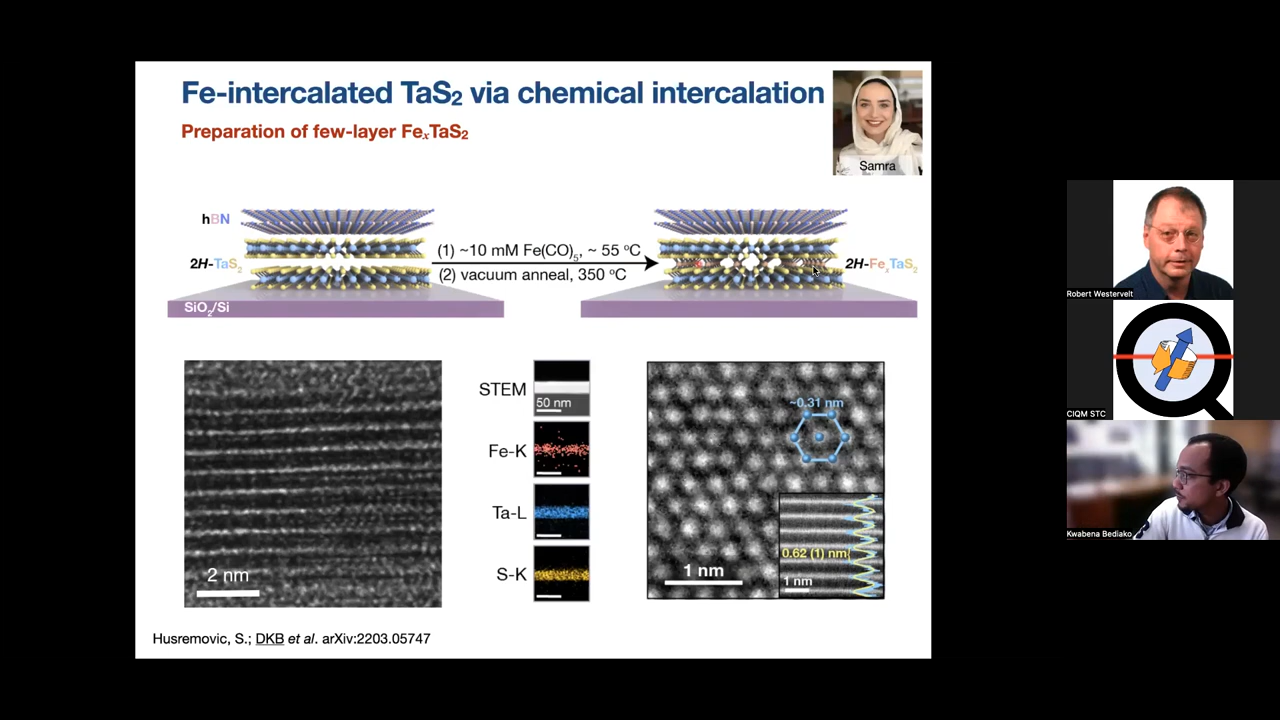 Fe-intercalated TaS₂ via chemical intercalation
Preparation of few-layer FeₓTaS₂
Samra
hBN
2H-TaS₂
SiO₂/Si
(1) ~10 mM Fe(CO)₅, ~ 55 ºC
(2) vacuum anneal, 350 ºC
2H-FeₓTaS₂
2 nm
STEM
50 nm
Fe-K
Ta-L
S-K
~0.31 nm
0.62 (1) nm
1 nm
1 nm
Husremovic, S.; DKB et al. arXiv:2203.05747
Robert Westervelt
CIQM STC
Kwabena Bediako